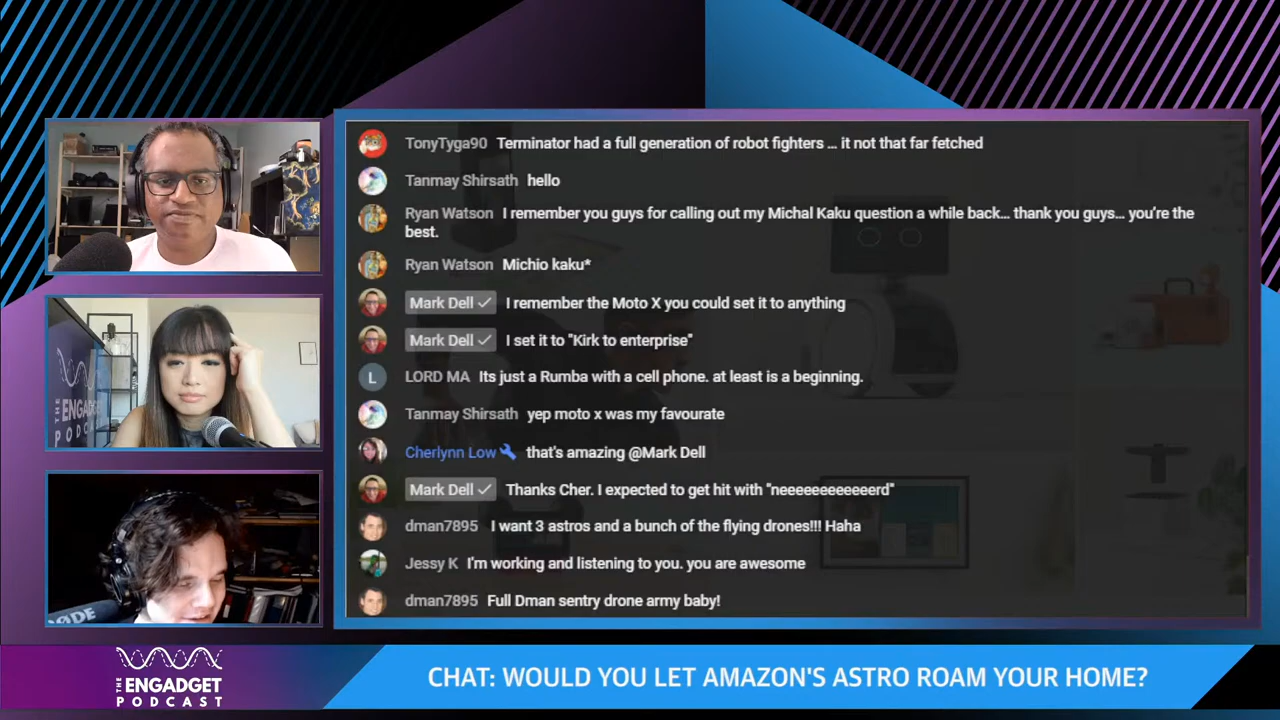 TonyTyga90 Terminator had a full generation of robot fighters ... it not that far fetched
Tanmay Shirsath hello
Ryan Watson I remember you guys for calling out my Michal Kaku question a while back... thank you guys... you're the
best.
Ryan Watson Michio kaku*
Mark Dell ✓ I remember the Moto X you could set it to anything
Mark Dell ✓ I set it to "Kirk to enterprise"
L LORD MA Its just a Rumba with a cell phone. at least is a beginning.
Tanmay Shirsath yep moto x was my favourate
Cherlynn Low that's amazing @Mark Dell
Mark Dell ✓ Thanks Cher. I expected to get hit with "neeeeeeeeeeeerd"
dman7895 I want 3 astros and a bunch of the flying drones!!! Haha
Jessy K I'm working and listening to you. you are awesome
dman7895 Full Dman sentry drone army baby!
THE
ENGADGET
PODCAST
RØDE
THE
ENGADGET
PODCAST
CHAT: WOULD YOU LET AMAZON'S ASTRO ROAM YOUR HOME?